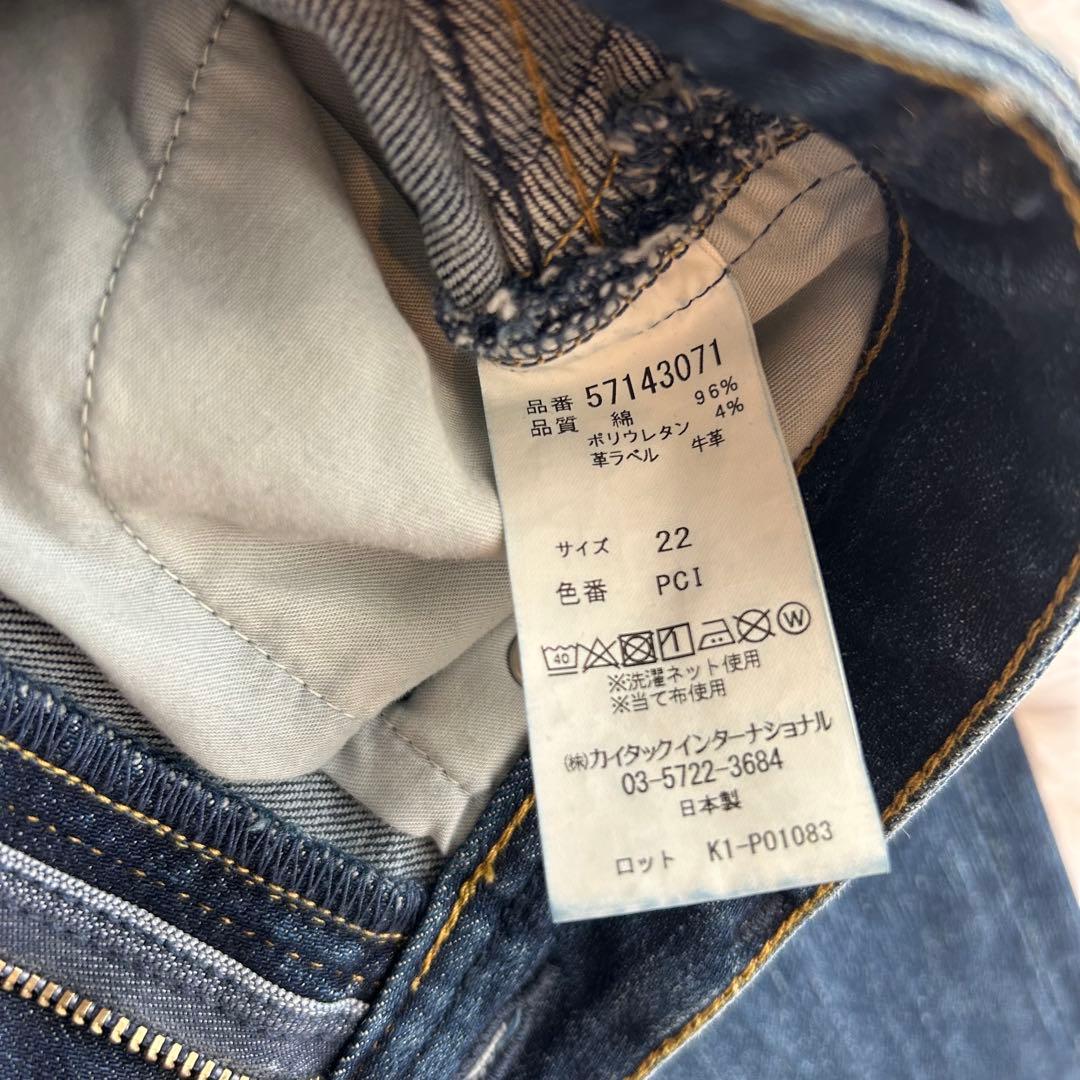 品番 57143071
品質 綿 96%
ポリウレタン 4%
革ラベル 牛革
サイズ 22
色番 PCI
40 1 W
※洗濯ネット使用
※当て布使用
㈱カイタックインターナショナル
03-5722-3684
日本製
ロット K1-P01083